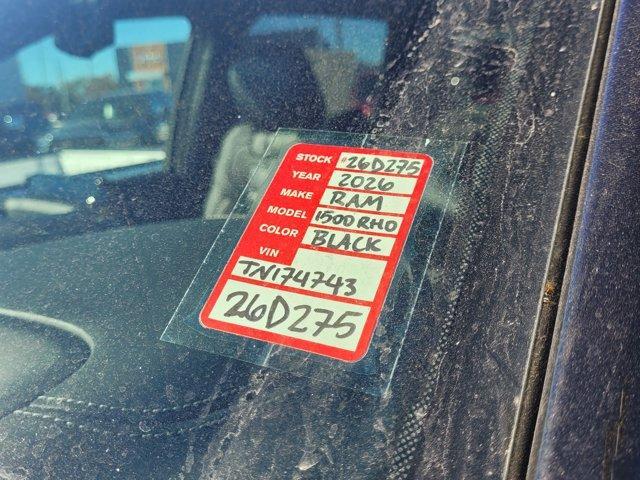 STOCK #26D275
YEAR 2026
MAKE RAM
MODEL 1500 RHO
COLOR BLACK
VIN
TN174743
26D275